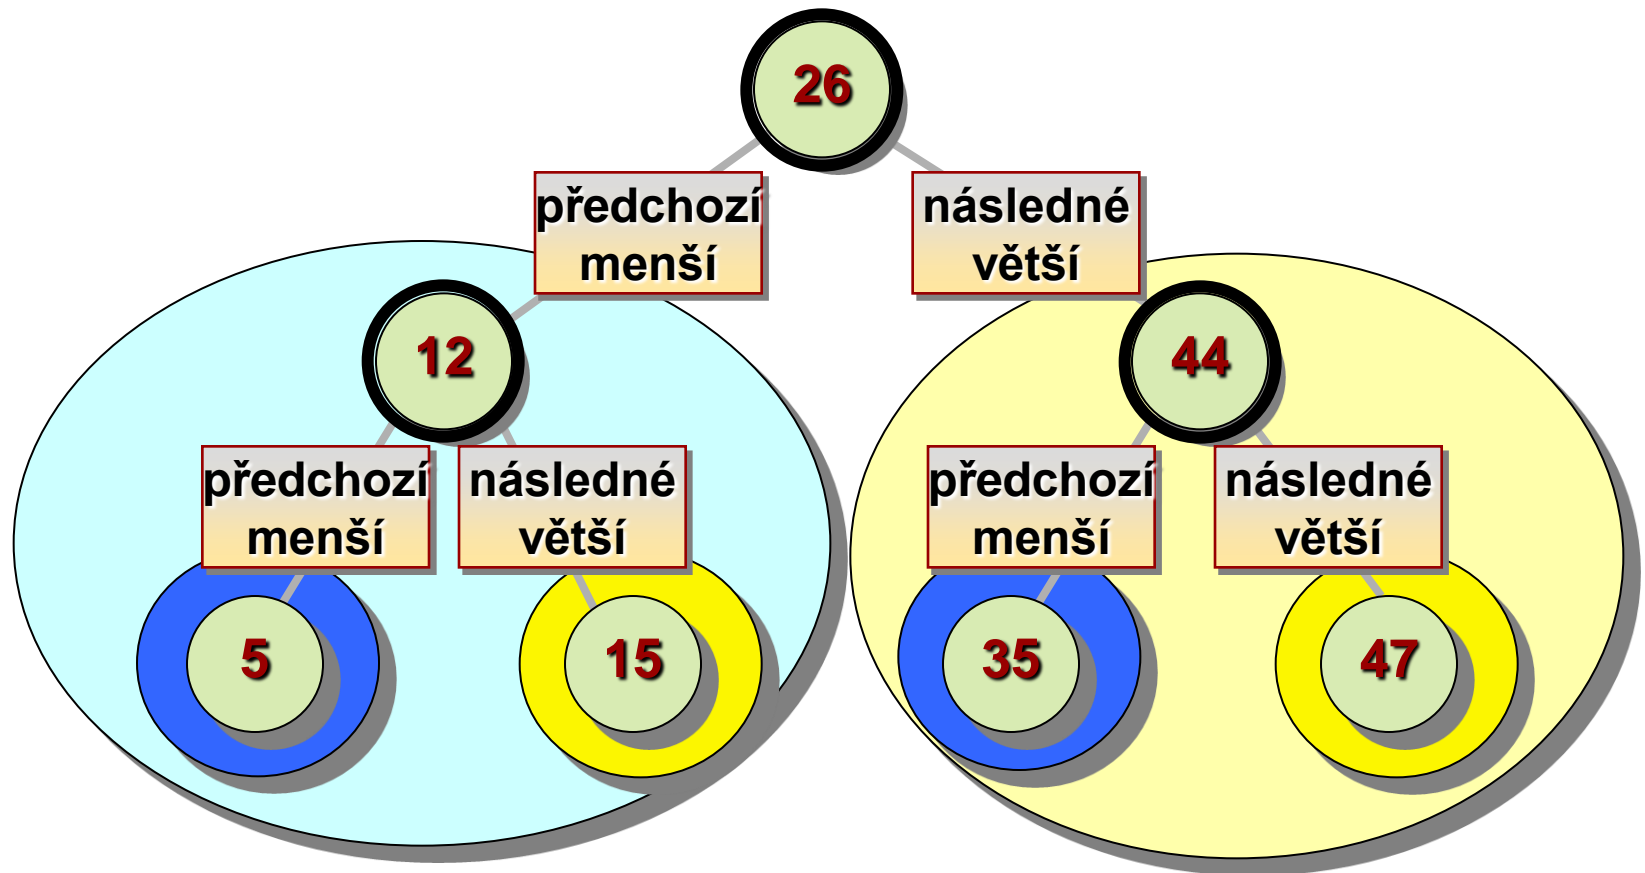 26
předchozí
menší
následné
větší
12
44
předchozí
menší
následné
větší
předchozí
menší
následné
větší
5
15
35
47